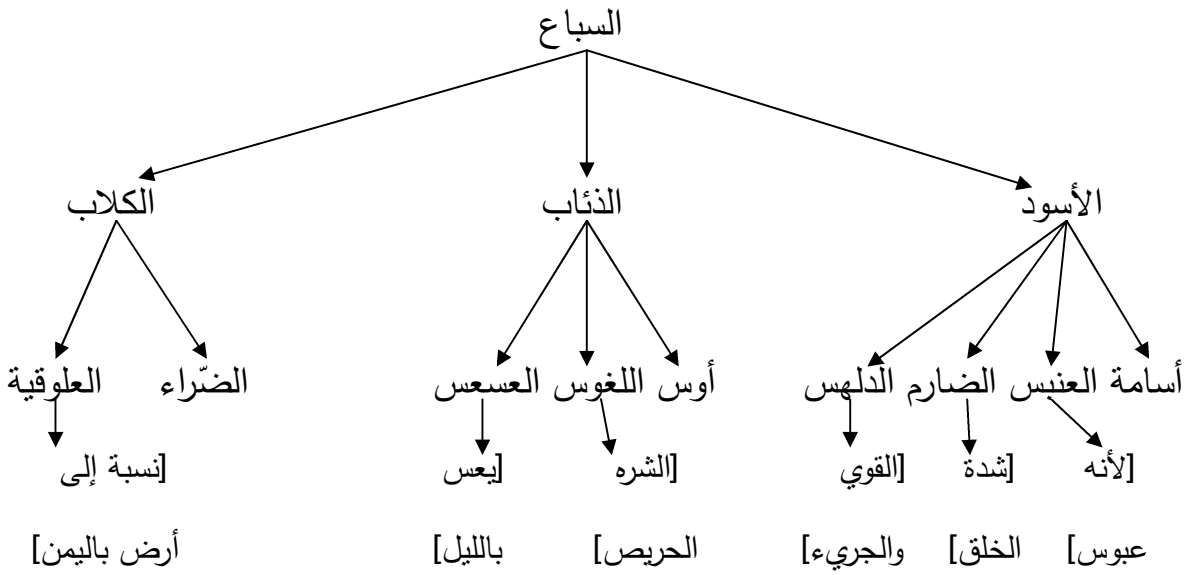 السباع
الأسود الذئاب الكلاب
أسامة العنبس الضارم الدلهس أوس اللغوس العسعس الضّراء العلوقية
[لأنه [شدة [القوي [الشره [يعس [نسبة إلى
عبوس] الخلق] والجريء] الحريص] بالليل] أرض باليمن]